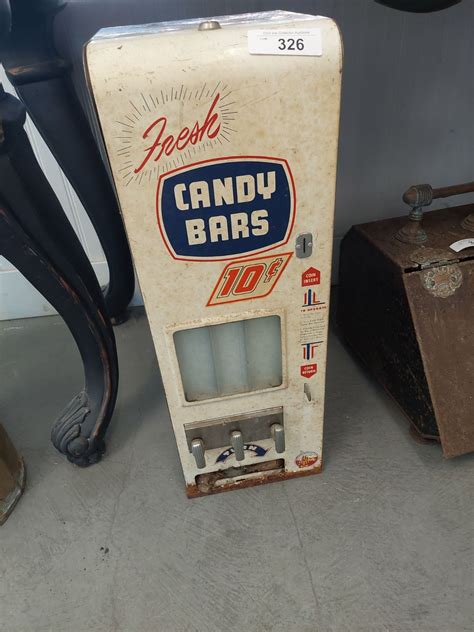 326
Fresh
CANDY
BARS
10¢
COIN
INSERT
TO OPERATE
COIN
RETURN